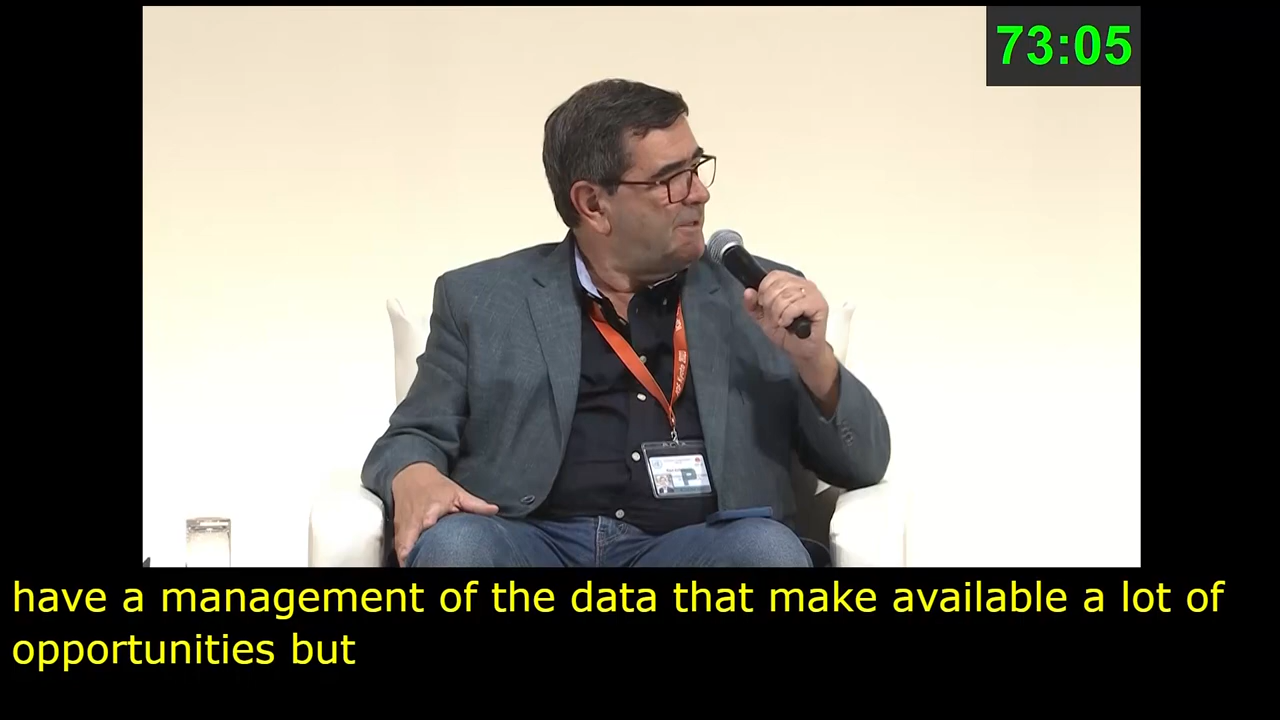 73:05
have a management of the data that make available a lot of
opportunities but